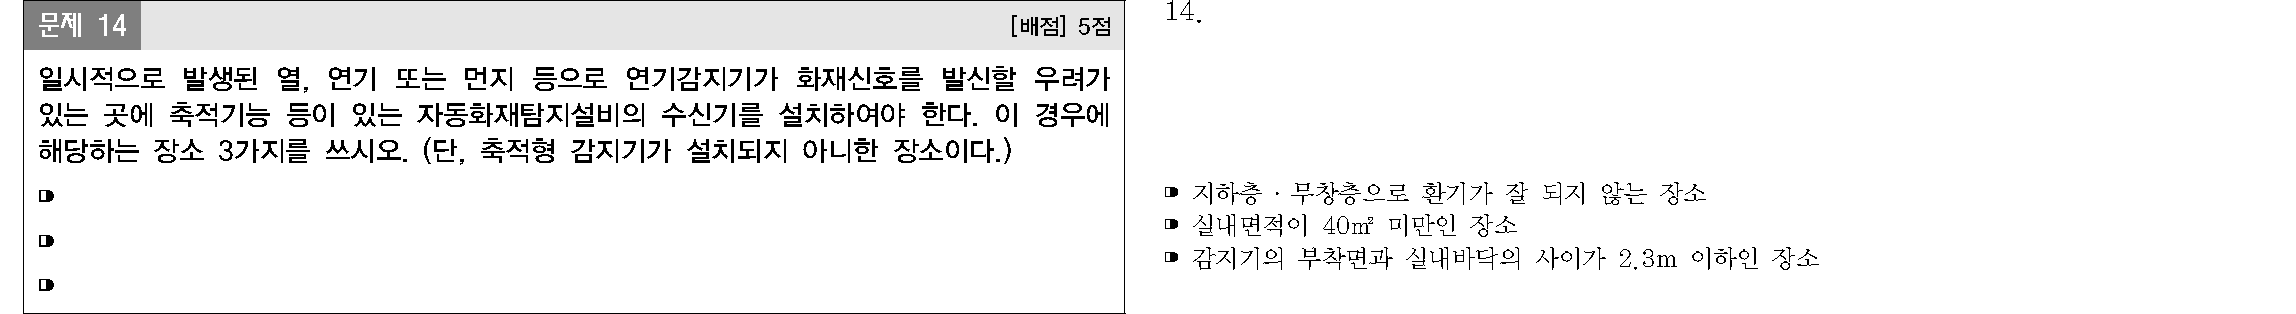 문제 14
[배점] 5점
일시적으로 발생된 열, 연기 또는 먼지 등으로 연기감지기가 화재신호를 발신할 우려가
있는 곳에 축적기능 등이 있는 자동화재탐지설비의 수신기를 설치하여야 한다. 이 경우에
해당하는 장소 3가지를 쓰시오. (단, 축적형 감지기가 설치되지 아니한 장소이다.)
14.
지하층 · 무창층으로 환기가 잘 되지 않는 장소
실내면적이 40㎡ 미만인 장소
감지기의 부착면과 실내바닥의 사이가 2.3m 이하인 장소